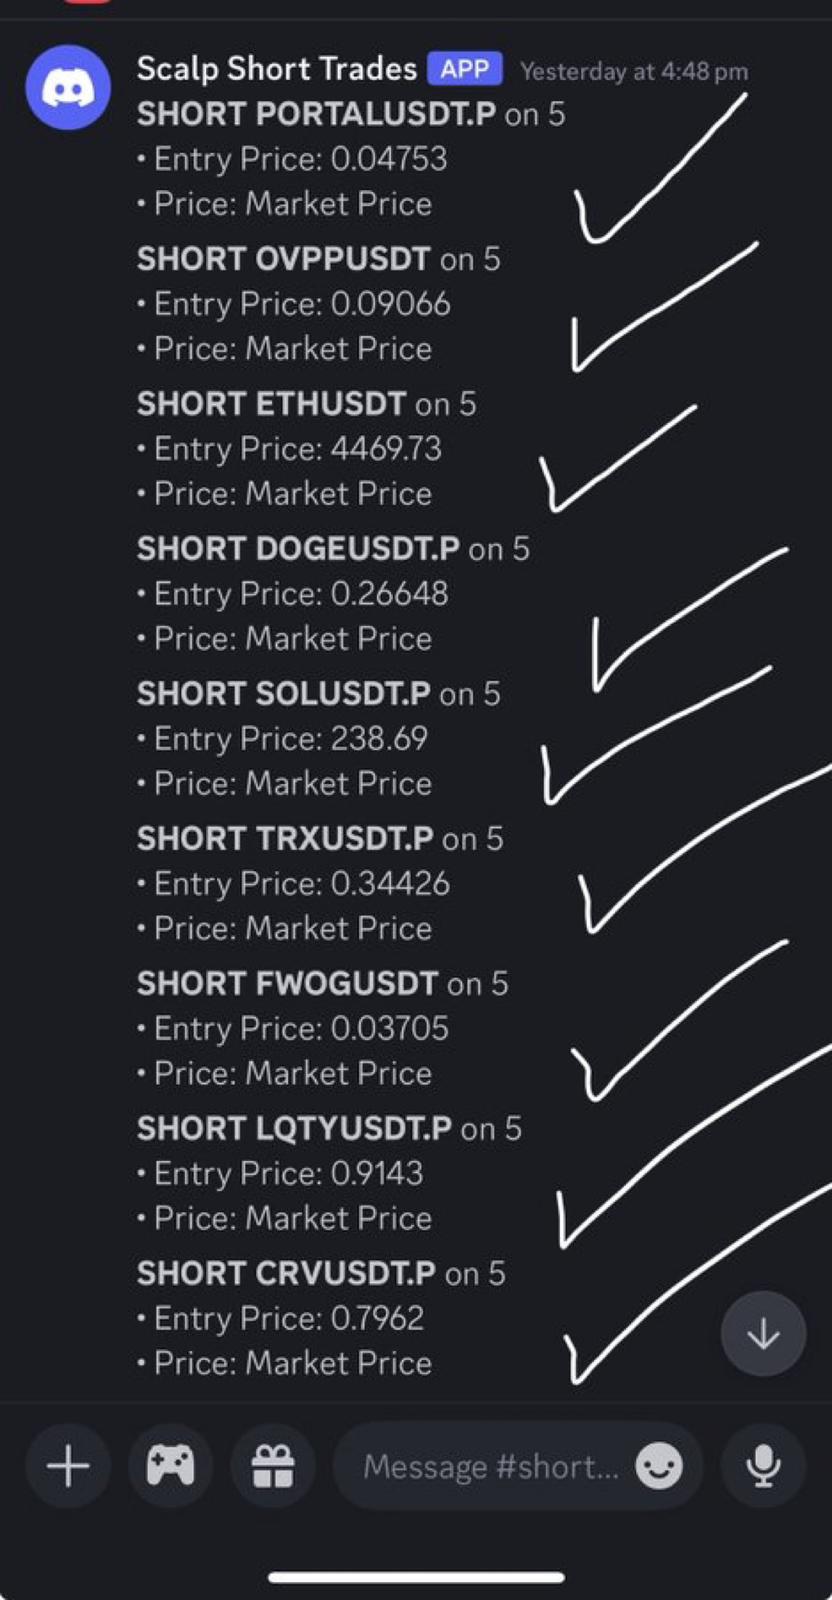 Scalp Short Trades APP Yesterday at 4:48 pm
SHORT PORTALUSDT.P on 5
• Entry Price: 0.04753
• Price: Market Price
SHORT OVPPUSDT on 5
• Entry Price: 0.09066
• Price: Market Price
SHORT ETHUSDT on 5
• Entry Price: 4469.73
• Price: Market Price
SHORT DOGEUSDT.P on 5
• Entry Price: 0.26648
• Price: Market Price
SHORT SOLUSDT.P on 5
• Entry Price: 238.69
• Price: Market Price
SHORT TRXUSDT.P on 5
• Entry Price: 0.34426
• Price: Market Price
SHORT FWOGUSDT on 5
• Entry Price: 0.03705
• Price: Market Price
SHORT LQTYUSDT.P on 5
• Entry Price: 0.9143
• Price: Market Price
SHORT CRVUSDT.P on 5
• Entry Price: 0.7962
• Price: Market Price
Message #short...